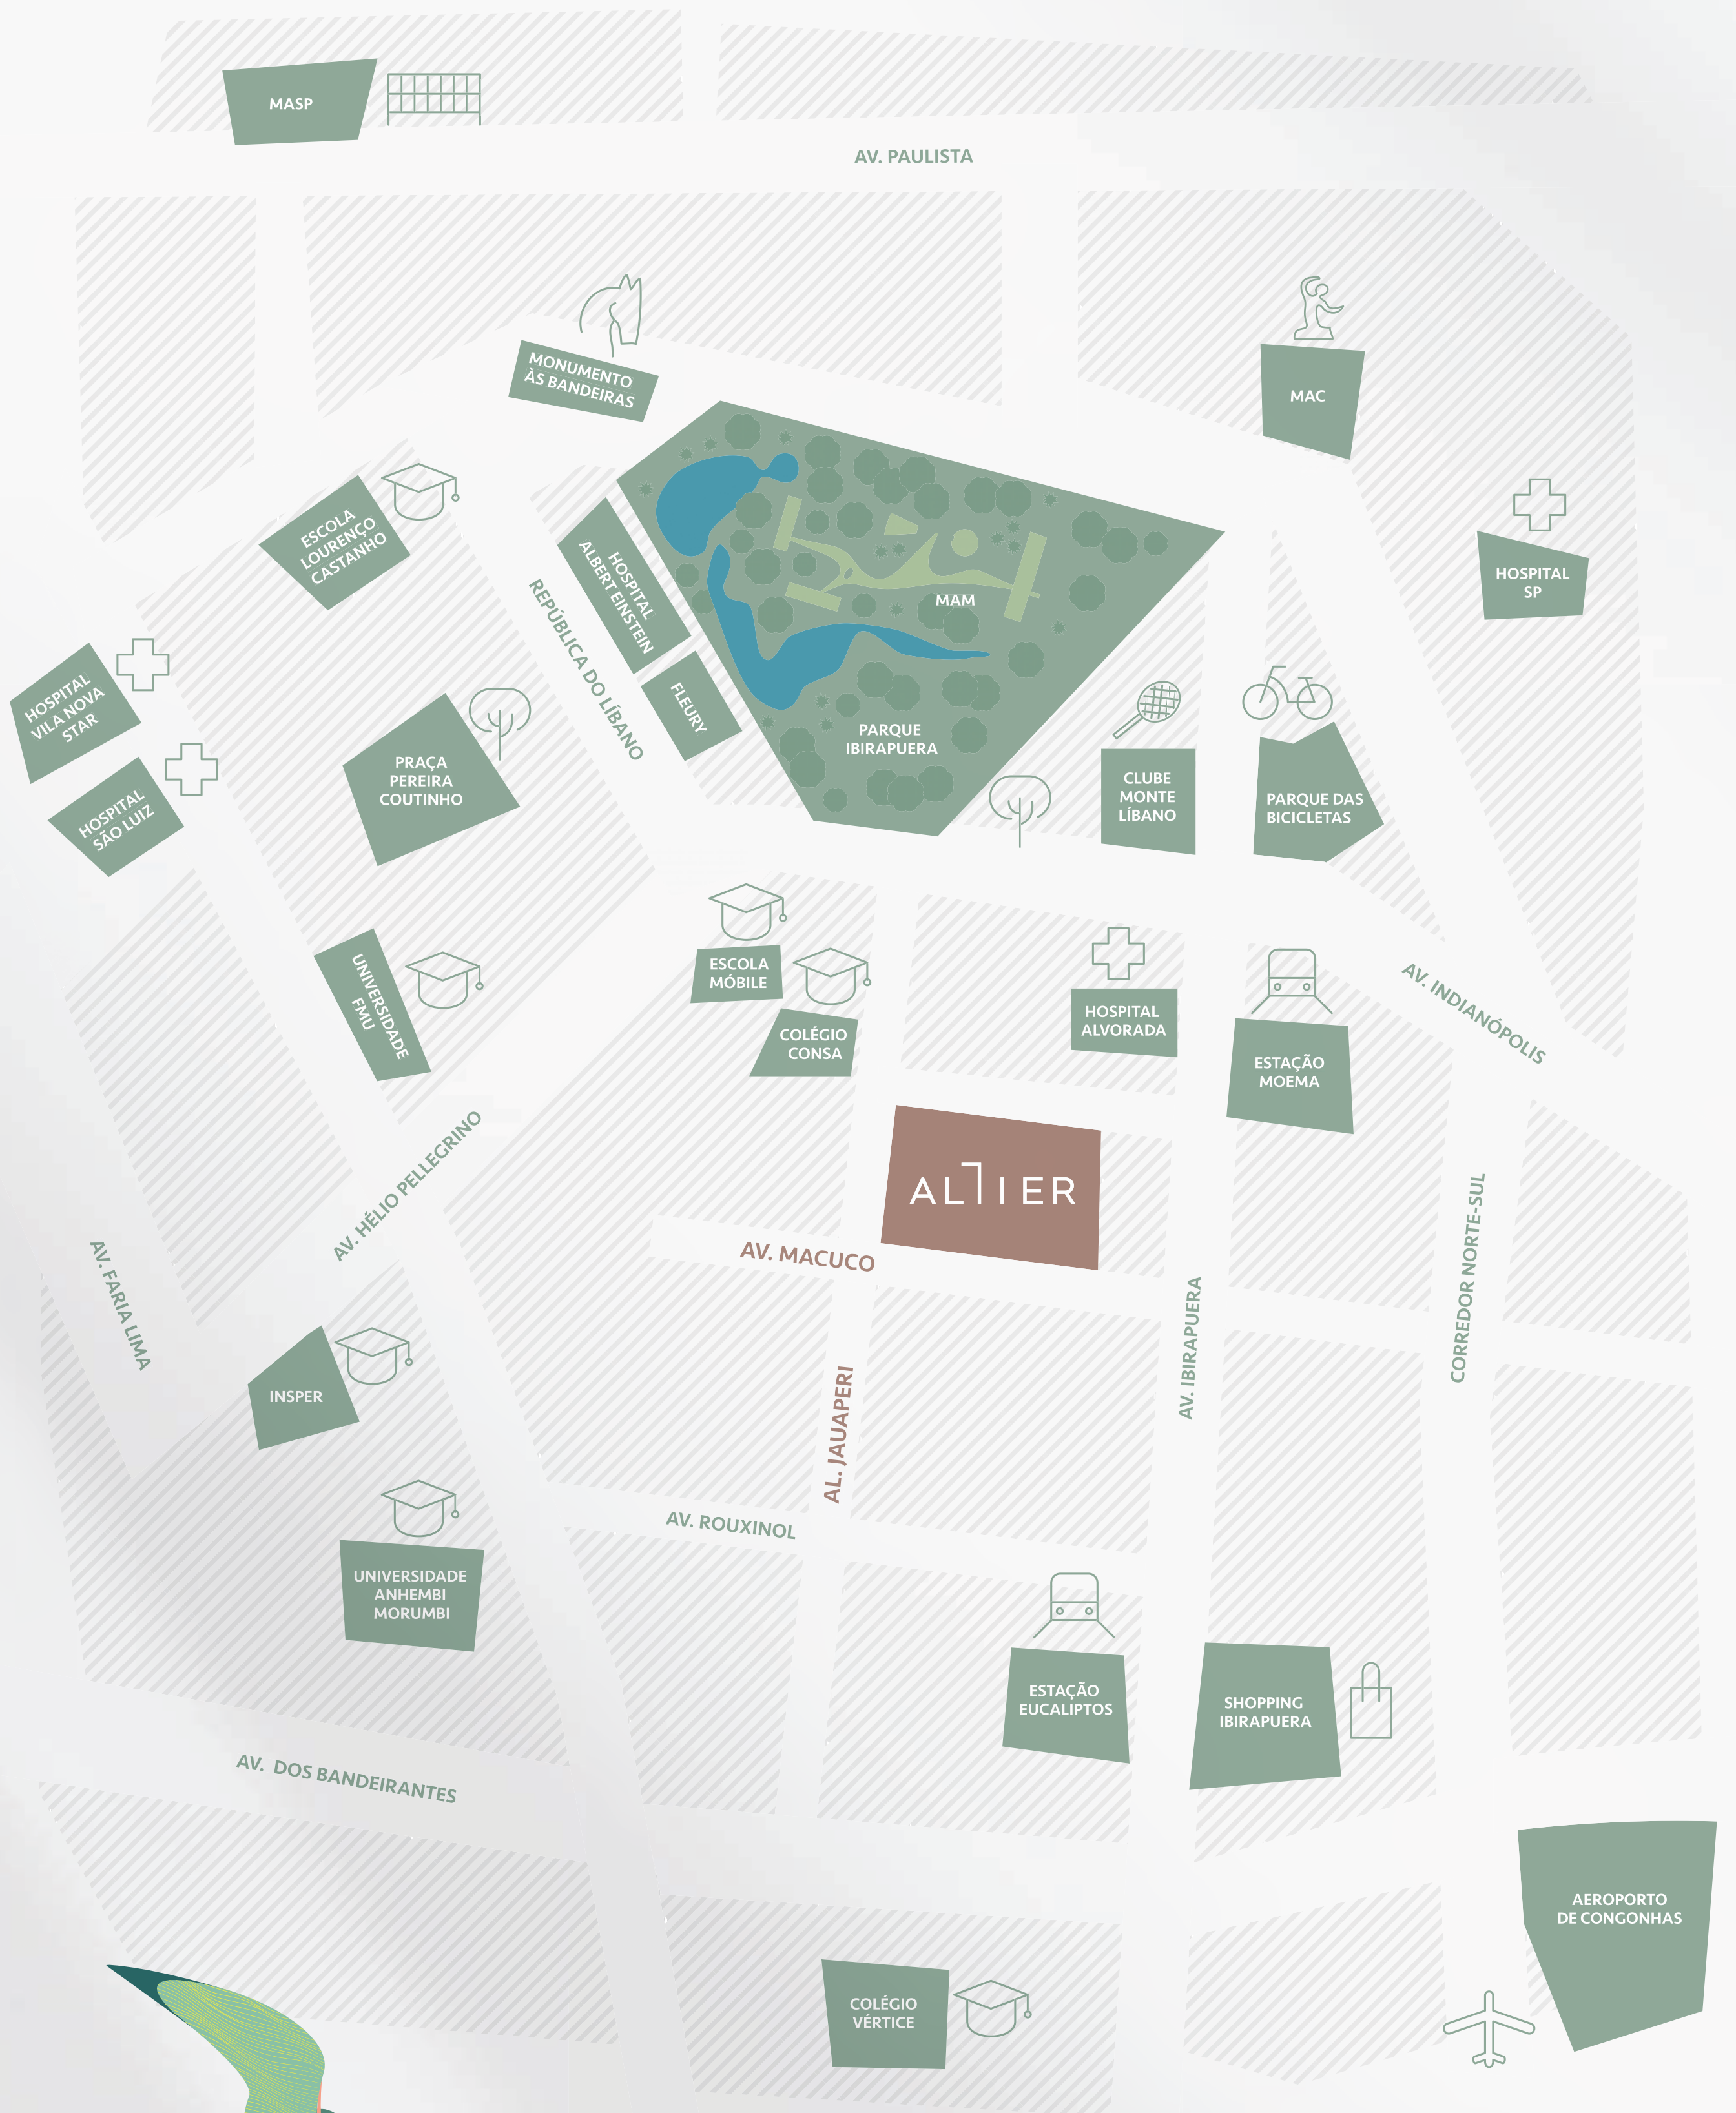 MASP
AV. PAULISTA
MONUMENTO
ÀS BANDEIRAS
MAC
ESCOLA
LOURENÇO
CASTANHO
HOSPITAL
ALBERT EINSTEIN
REPÚBLICA DO LÍBANO
FLEURY
MAM
PARQUE
IBIRAPUERA
HOSPITAL
SP
HOSPITAL
VILA NOVA
STAR
HOSPITAL
SÃO LUIZ
PRAÇA
PEREIRA
COUTINHO
CLUBE
MONTE
LÍBANO
PARQUE DAS
BICICLETAS
UNIVERSIDADE
FMU
ESCOLA
MÓBILE
COLÉGIO
CONSA
HOSPITAL
ALVORADA
ESTAÇÃO
MOEMA
AV. INDIANÓPOLIS
AV. HÉLIO PELLEGRINO
ALTIER
AV. MACUCO
AV. FARIA LIMA
AV. IBIRAPUERA
CORREDOR NORTE-SUL
INSPER
AL. JAUAPERI
AV. ROUXINOL
UNIVERSIDADE
ANHEMBI
MORUMBI
ESTAÇÃO
EUCALIPTOS
SHOPPING
IBIRAPUERA
AV. DOS BANDEIRANTES
AEROPORTO
DE CONGONHAS
COLÉGIO
VÉRTICE